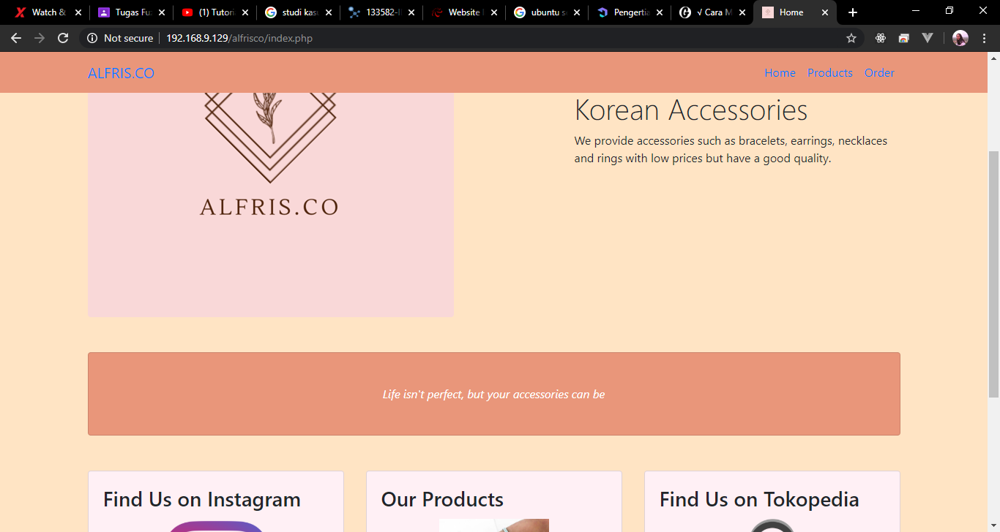 Watch &
Tugas Fu
(1) Tutori
studi kas
133582-I
Website
ubuntu s
Pengertia
√ Cara M
Home
Not secure
192.168.9.129/alfrisco/index.php
ALFRIS.CO
Home
Products
Order
ALFRIS.CO
Korean Accessories
We provide accessories such as bracelets, earrings, necklaces
and rings with low prices but have a good quality.
Life isn't perfect, but your accessories can be
Find Us on Instagram
Our Products
Find Us on Tokopedia